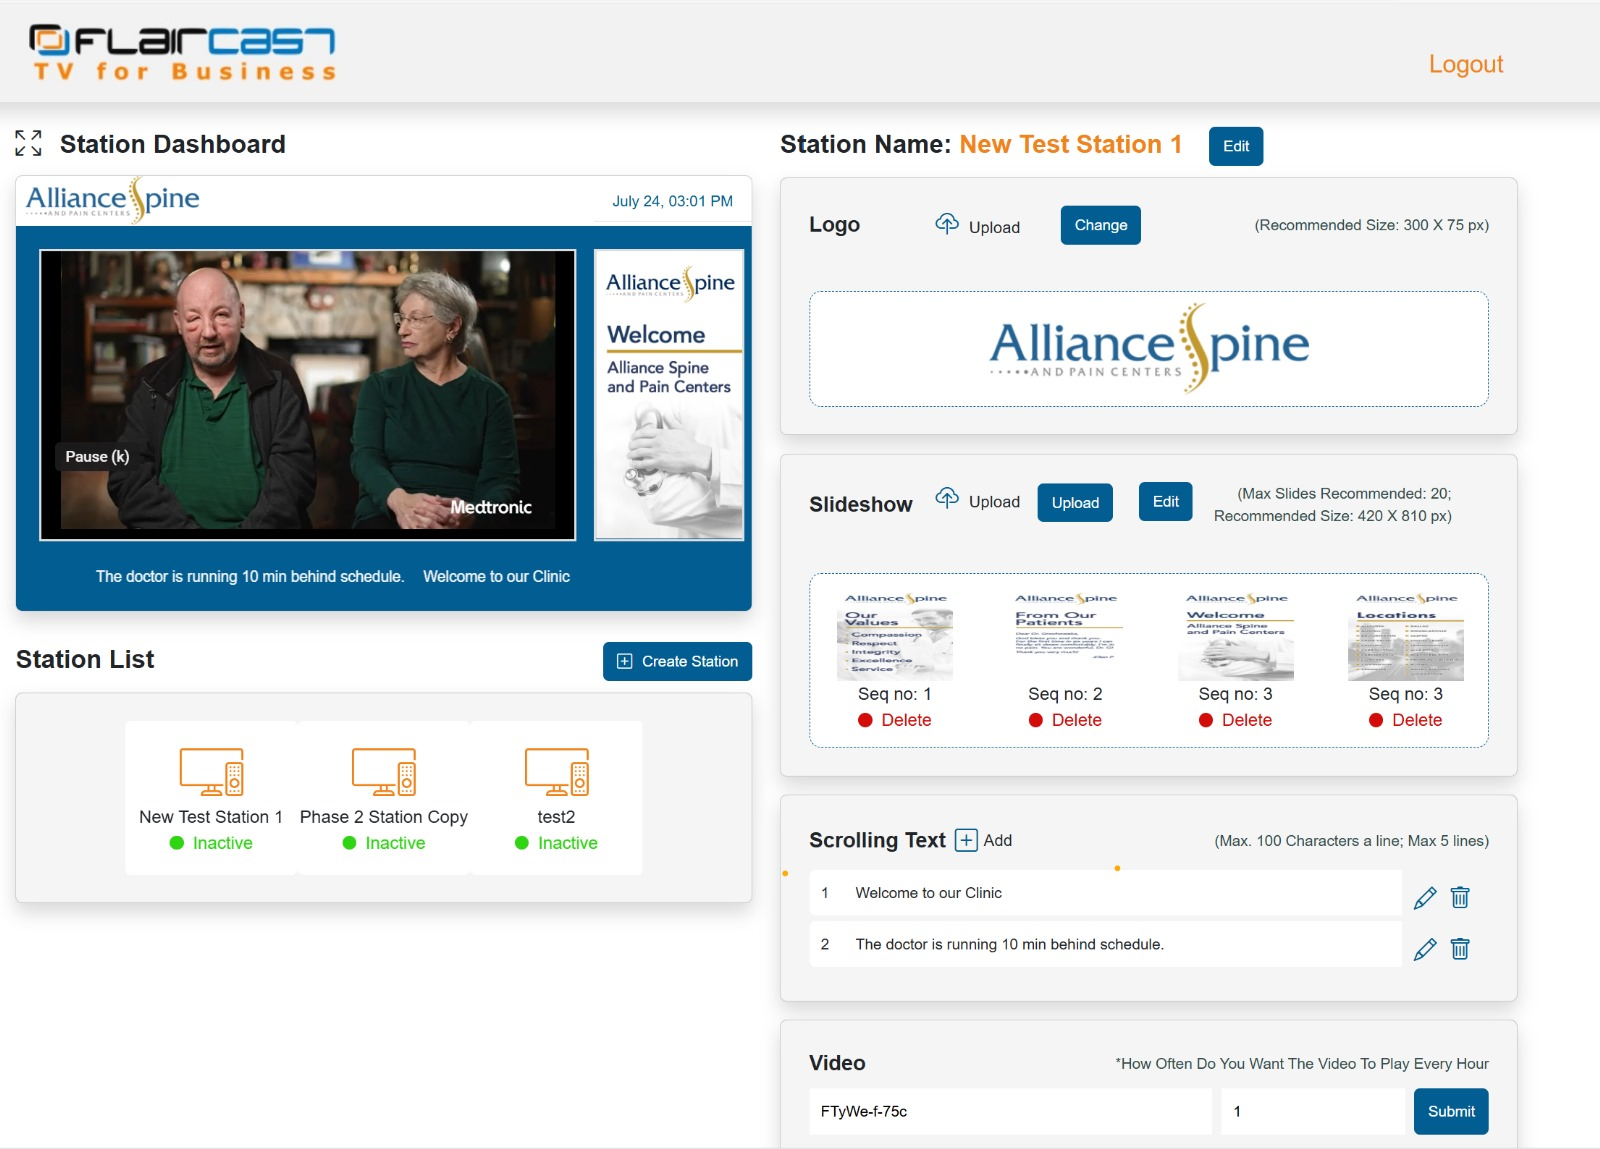 FLAIRCAST
TV for Business
Logout
Station Dashboard
Alliance Spine
AND PAIN CENTERS
July 24, 03:01 PM
Pause (k)
Medtronic
Alliance Spine
AND PAIN CENTERS
Welcome
Alliance Spine
and Pain Centers
The doctor is running 10 min behind schedule. Welcome to our Clinic
Station List
Create Station
New Test Station 1
Inactive
Phase 2 Station Copy
Inactive
test2
Inactive
Station Name: New Test Station 1
Edit
Logo
Upload
Change
(Recommended Size: 300 X 75 px)
Alliance Spine
AND PAIN CENTERS
Slideshow
Upload
Upload
Edit
(Max Slides Recommended: 20;
Recommended Size: 420 X 810 px)
Alliance Spine
Our
Values
Compassion
Respect
Integrity
Excellence
Service
Seq no: 1
Delete
Alliance Spine
From Our
Patients
Seq no: 2
Delete
Alliance Spine
Welcome
Alliance Spine
and Pain Centers
Seq no: 3
Delete
Alliance Spine
Locations
Seq no: 3
Delete
Scrolling Text
Add
(Max. 100 Characters a line; Max 5 lines)
1 Welcome to our Clinic
2 The doctor is running 10 min behind schedule.
Video
*How Often Do You Want The Video To Play Every Hour
FTyWe-f-75c
1
Submit